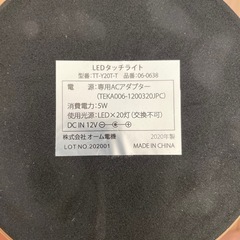 LEDタッチライト
型番：TT-Y20T-T 品番：06-0638
電源：専用ACアダプター
（TEKA006-1200320JPC）
消費電力：5W
使用光源：LED×20灯（交換不可）
DC IN 12V
株式会社 オーム電機 2020年製
LOT NO.202001 MADE IN CHINA